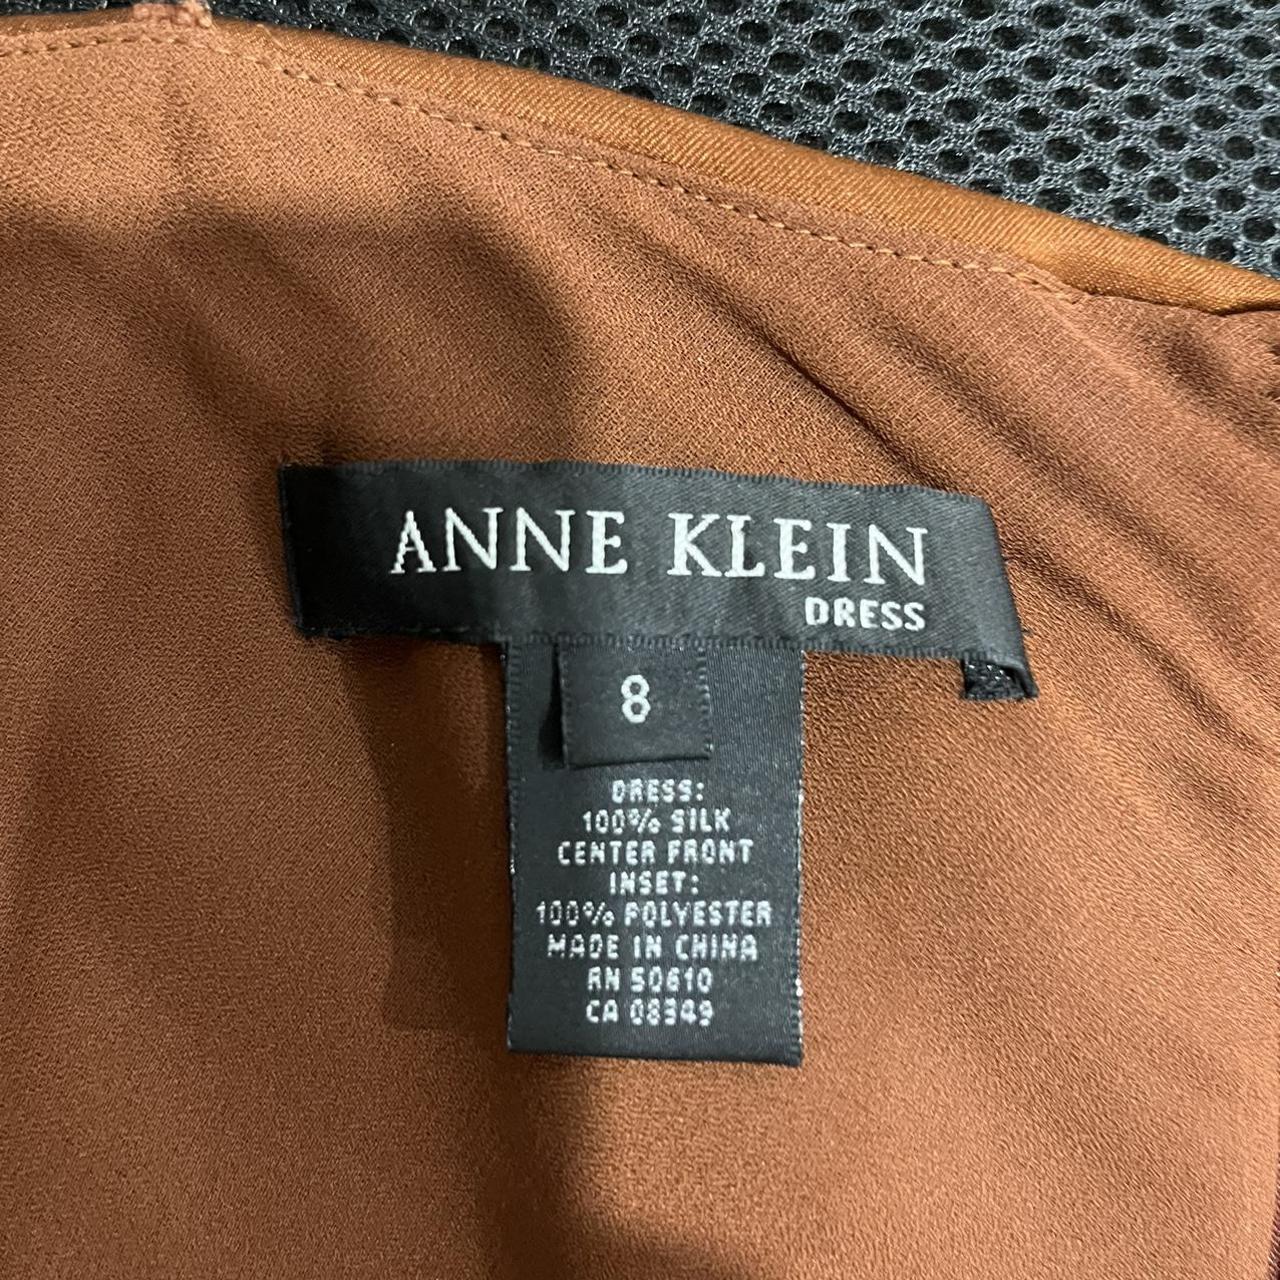 ANNE KLEIN
DRESS
8
DRESS:
100% SILK
CENTER FRONT
INSET:
100% POLYESTER
MADE IN CHINA
RN 50610
CA 08349